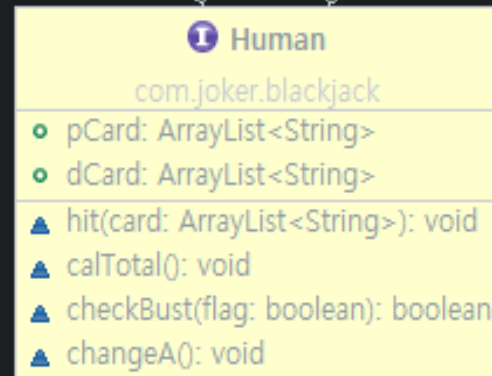 I Human
com.joker.blackjack
pCard: ArrayList<String>
dCard: ArrayList<String>
hit(card: ArrayList<String>): void
calTotal(): void
checkBust(flag: boolean): boolean
changeA(): void